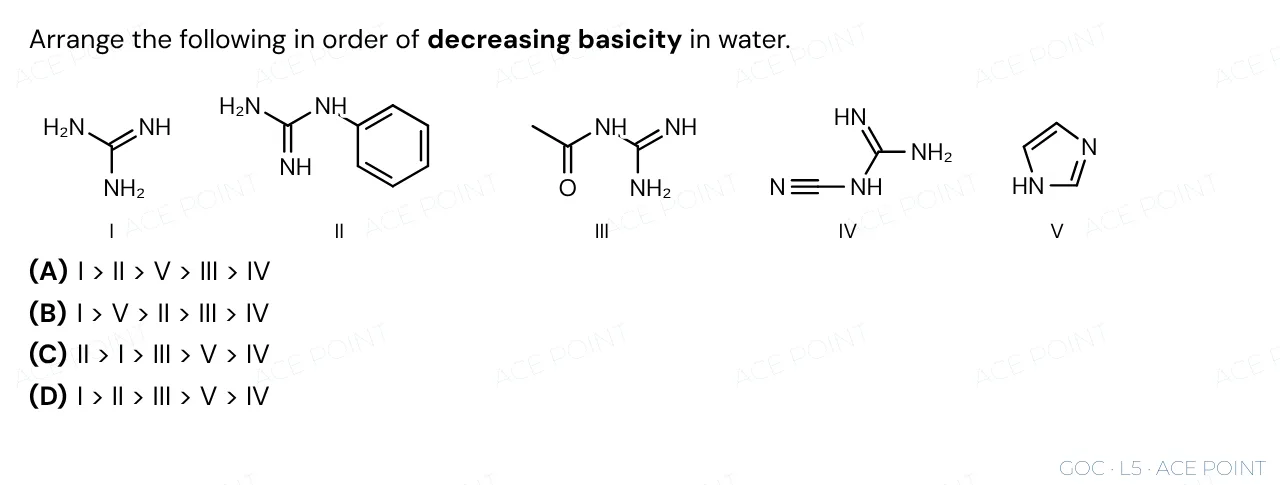 Arrange the following in order of decreasing basicity in water.
H₂N NH NH₂
H₂N NH NH
NH NH O NH₂
HN NH₂ N NH
N HN
I II III IV V
(A) I > II > V > III > IV
(B) I > V > II > III > IV
(C) II > I > III > V > IV
(D) I > II > III > V > IV
GOC · L5 · ACE POINT
ACE POINT